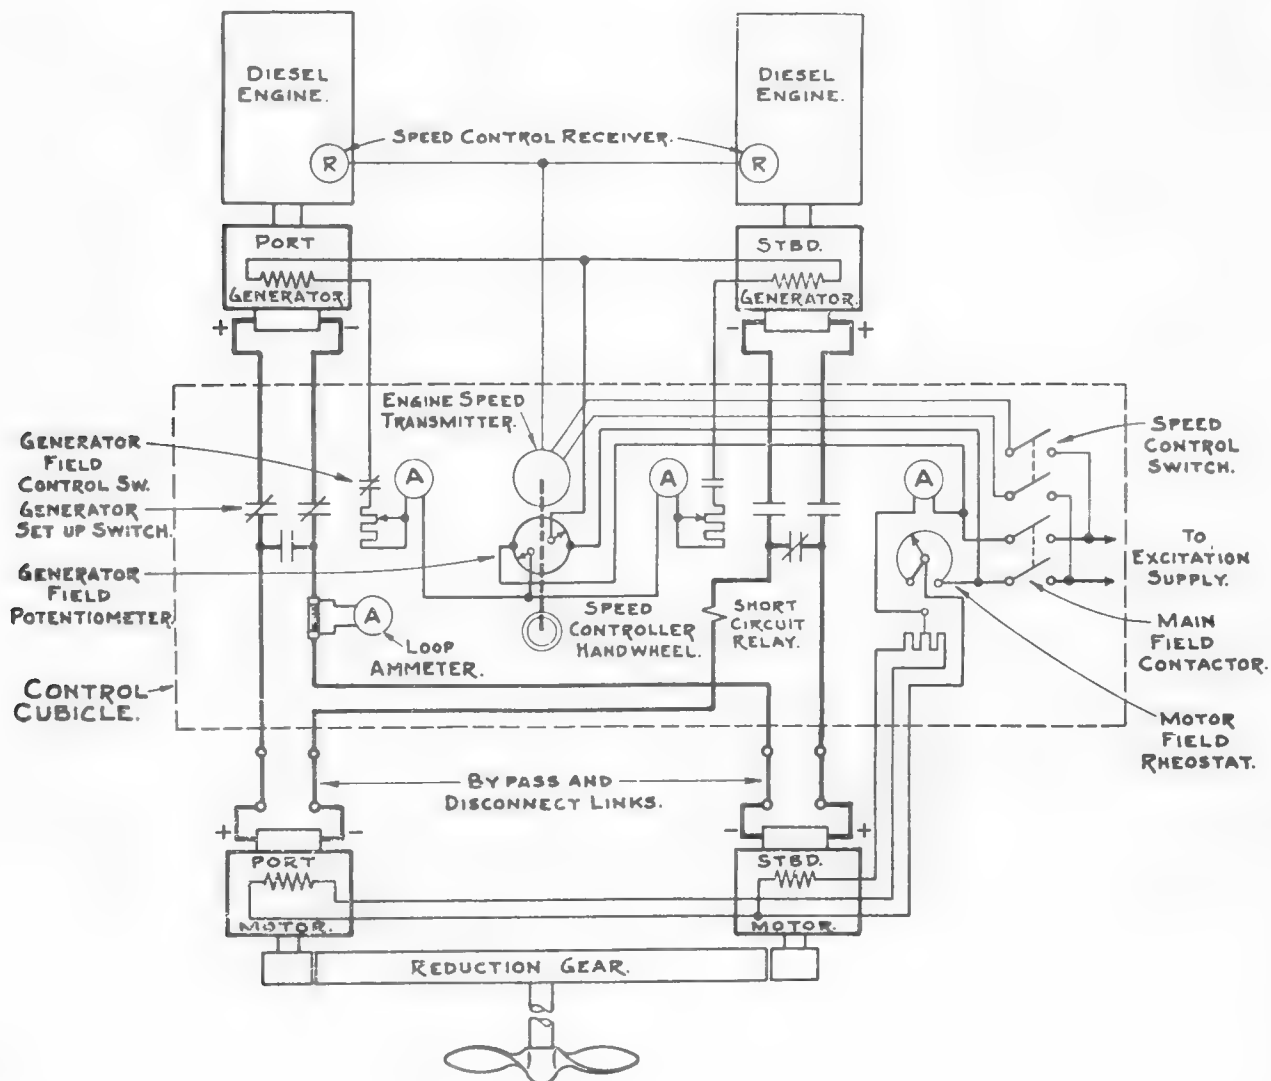 DIESEL
ENGINE.
DIESEL
ENGINE.
SPEED CONTROL RECEIVER.
R
R
PORT
GENERATOR.
STBD.
GENERATOR.
+
-
-
+
ENGINE SPEED
TRANSMITTER.
GENERATOR
FIELD
CONTROL SW.
SPEED
CONTROL
SWITCH.
A
A
A
GENERATOR
SET UP SWITCH.
TO
EXCITATION
SUPPLY.
GENERATOR
FIELD
POTENTIOMETER.
A
LOOP
AMMETER.
SPEED
CONTROLLER
HANDWHEEL.
SHORT
CIRCUIT
RELAY.
MAIN
FIELD
CONTACTOR.
CONTROL
CUBICLE.
MOTOR
FIELD
RHEOSTAT.
BYPASS AND
DISCONNECT LINKS.
+
-
-
+
PORT
MOTOR.
STBD.
MOTOR.
REDUCTION GEAR.